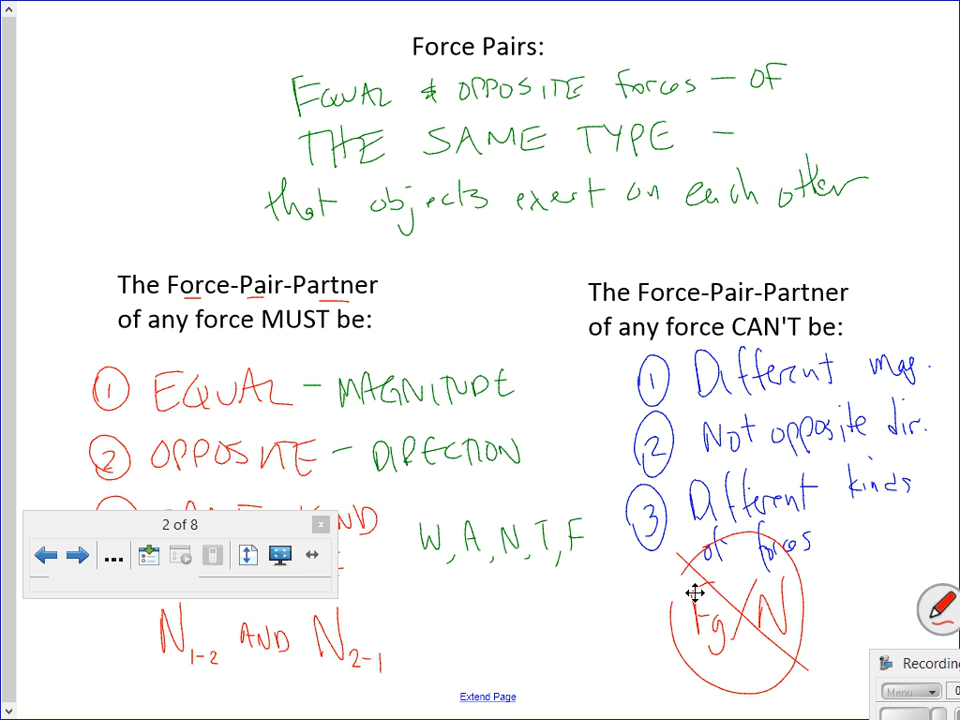 Force Pairs:
EQUAL & OPPOSITE forces - OF
THE SAME TYPE -
that objects exert on each other
The Force-Pair-Partner
of any force MUST be:
① EQUAL - MAGNITUDE
② OPPOSITE - DIRECTION
KIND
W, A, N, T, F
N1-2 AND N2-1
The Force-Pair-Partner
of any force CAN'T be:
① Different mag.
② Not opposite dir.
③ Different kinds
of forces
Fg / N
2 of 8
Extend Page
Recording
Menu